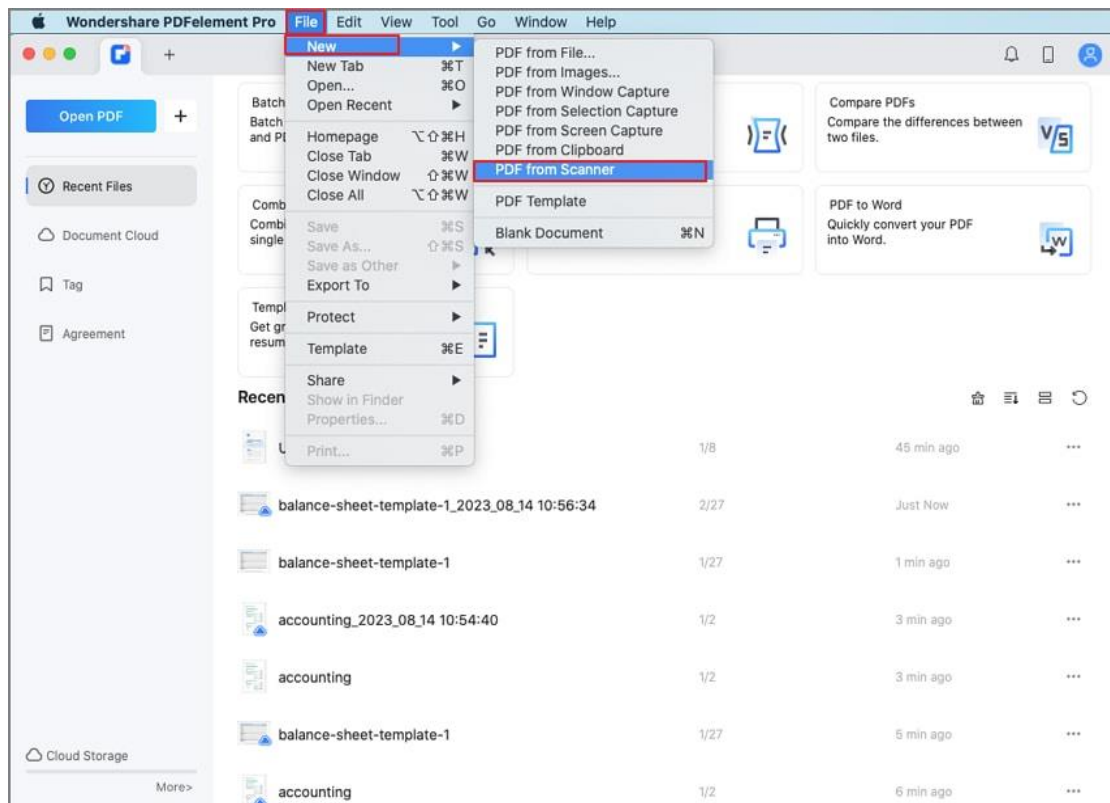 Wondershare PDFelement Pro File Edit View Tool Go Window Help
Open PDF
Recent Files
Document Cloud
Tag
Agreement
Cloud Storage
More>
New
New Tab ⌘T
Open... ⌘O
Open Recent
Homepage ⌥⇧⌘H
Close Tab ⌘W
Close Window ⇧⌘W
Close All ⌥⇧⌘W
Save ⌘S
Save As... ⇧⌘S
Save as Other
Export To
Protect
Template ⌘E
Share
Show in Finder
Properties... ⌘D
Print... ⌘P
PDF from File...
PDF from Images...
PDF from Window Capture
PDF from Selection Capture
PDF from Screen Capture
PDF from Clipboard
PDF from Scanner
PDF Template
Blank Document ⌘N
Batch
Batch
and
Compare PDFs
Compare the differences between
two files.
single
PDF to Word
Quickly convert your PDF
into Word.
Get
Recen
1/8 45 min ago
balance-sheet-template-1_2023_08_14 10:56:34 2/27 Just Now
balance-sheet-template-1 1/27 1 min ago
accounting_2023_08_14 10:54:40 1/2 3 min ago
accounting 1/2 3 min ago
balance-sheet-template-1 1/27 5 min ago
accounting 1/2 6 min ago